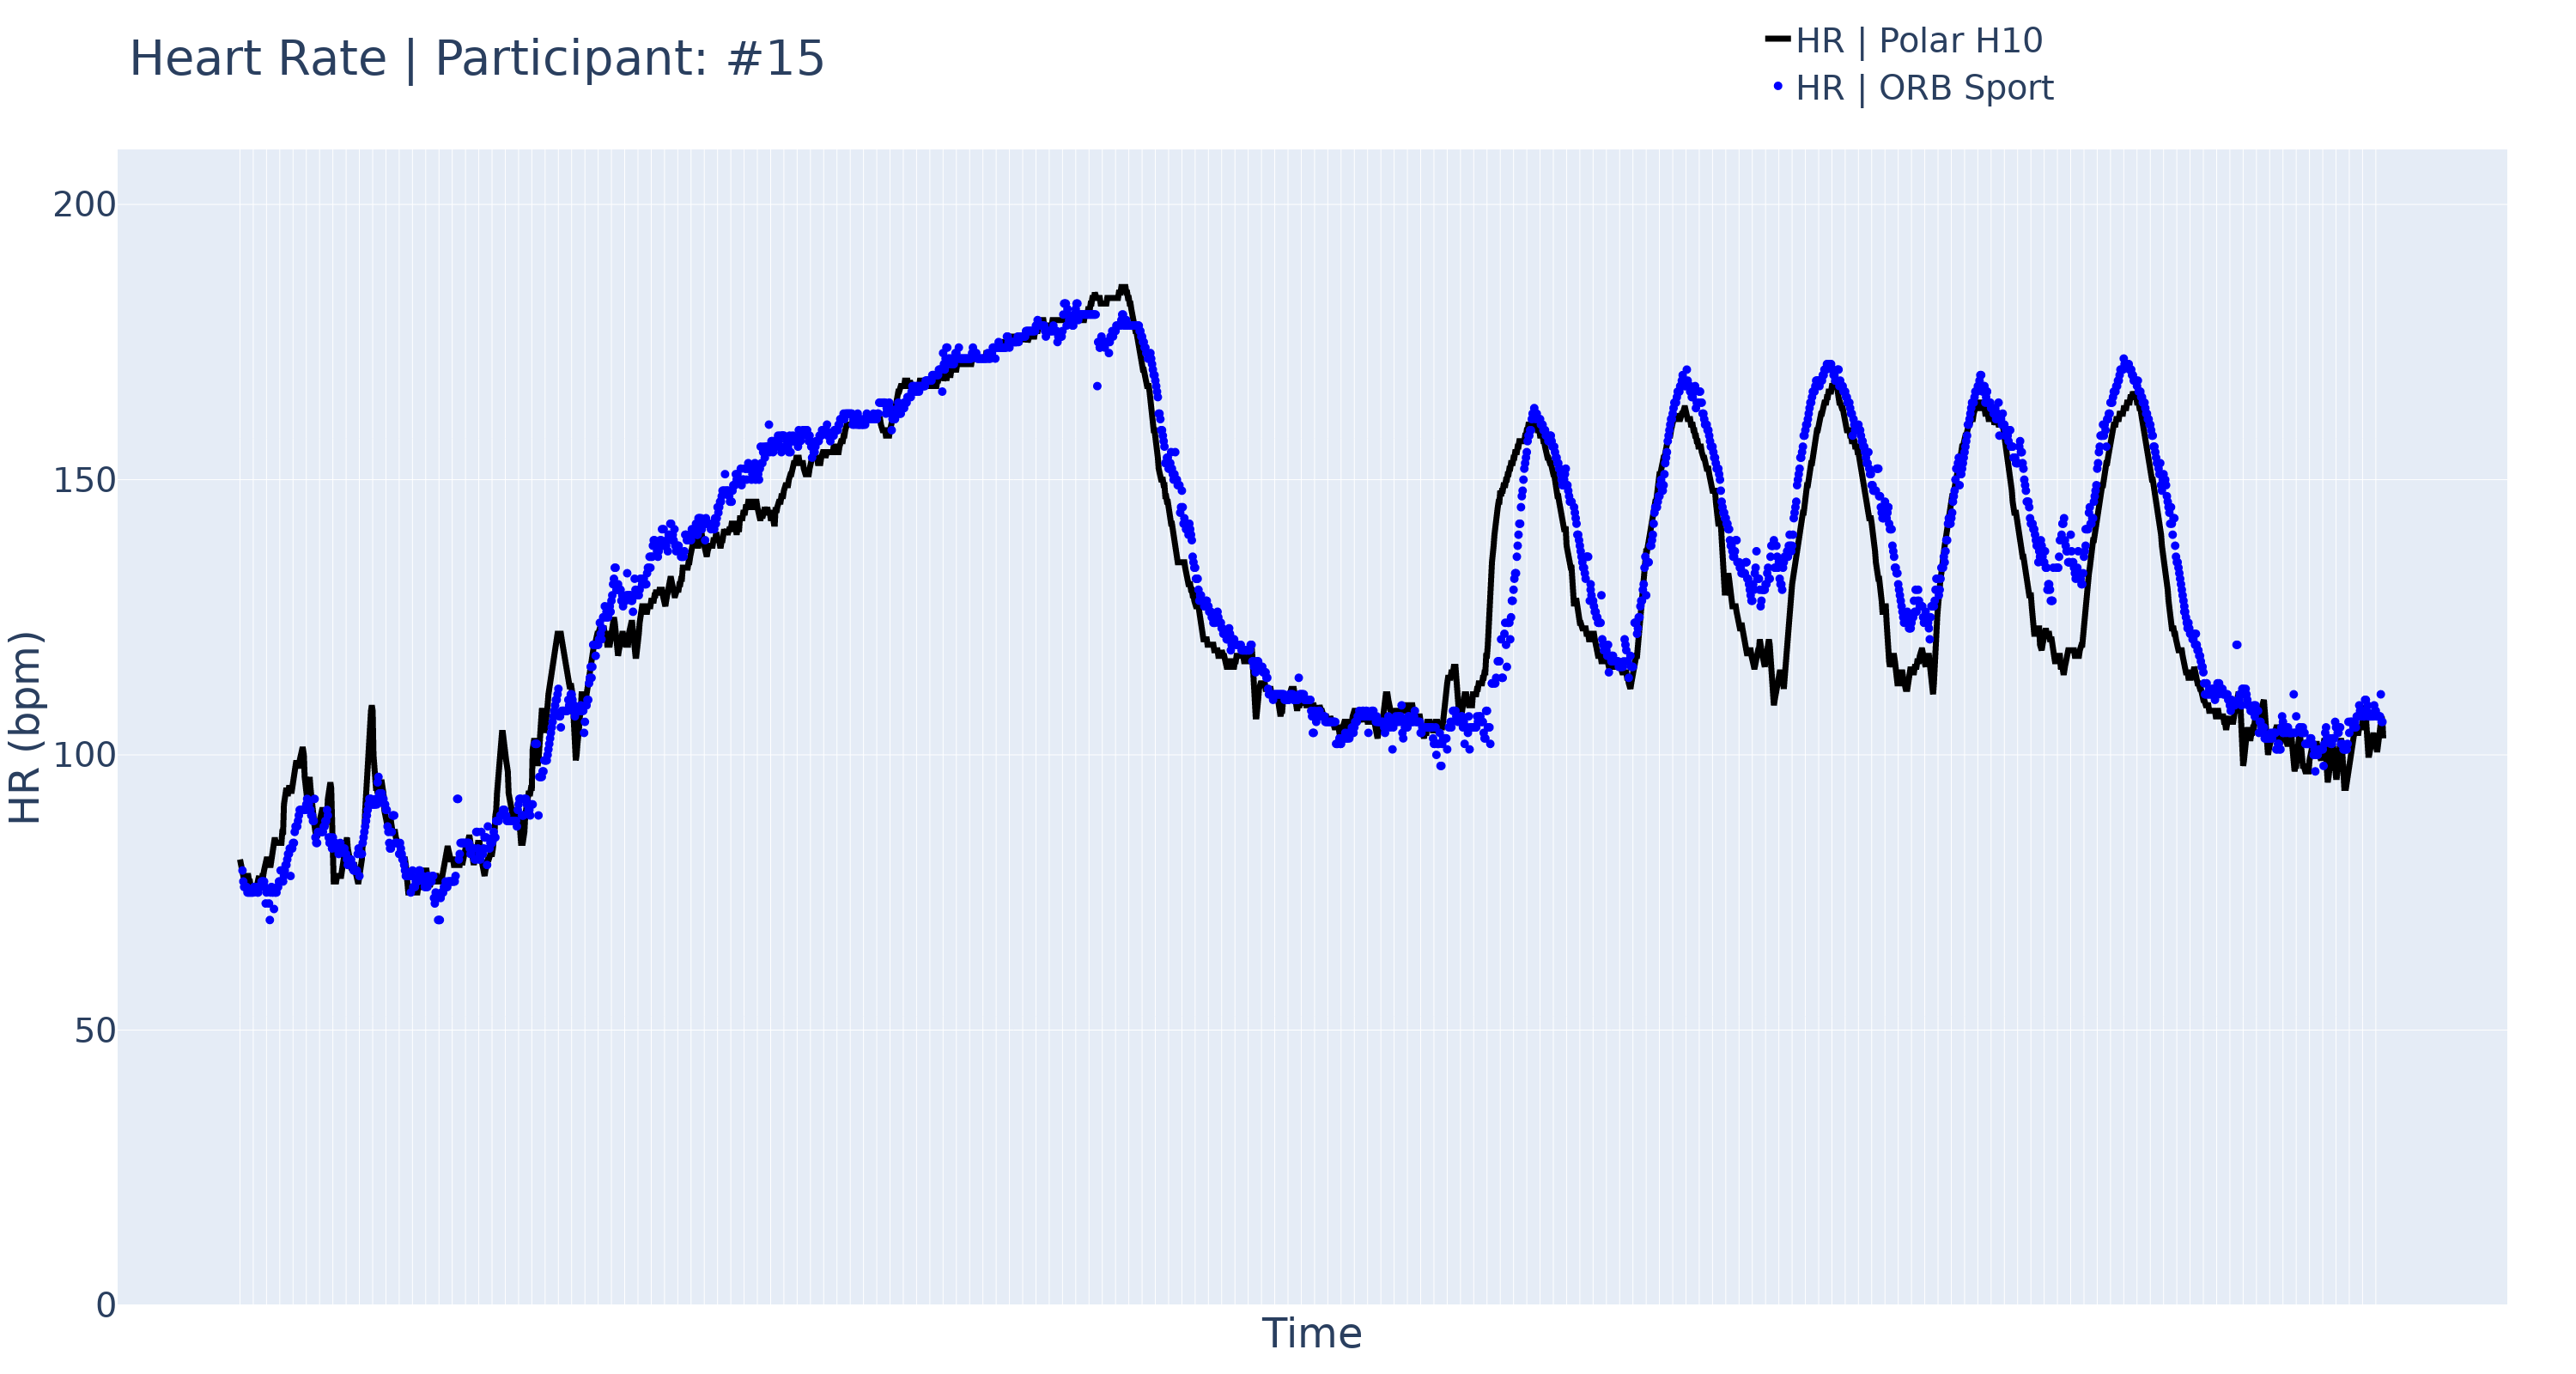 Heart Rate | Participant: #15
HR | Polar H10
HR | ORB Sport
HR (bpm)
200
150
100
50
0
Time